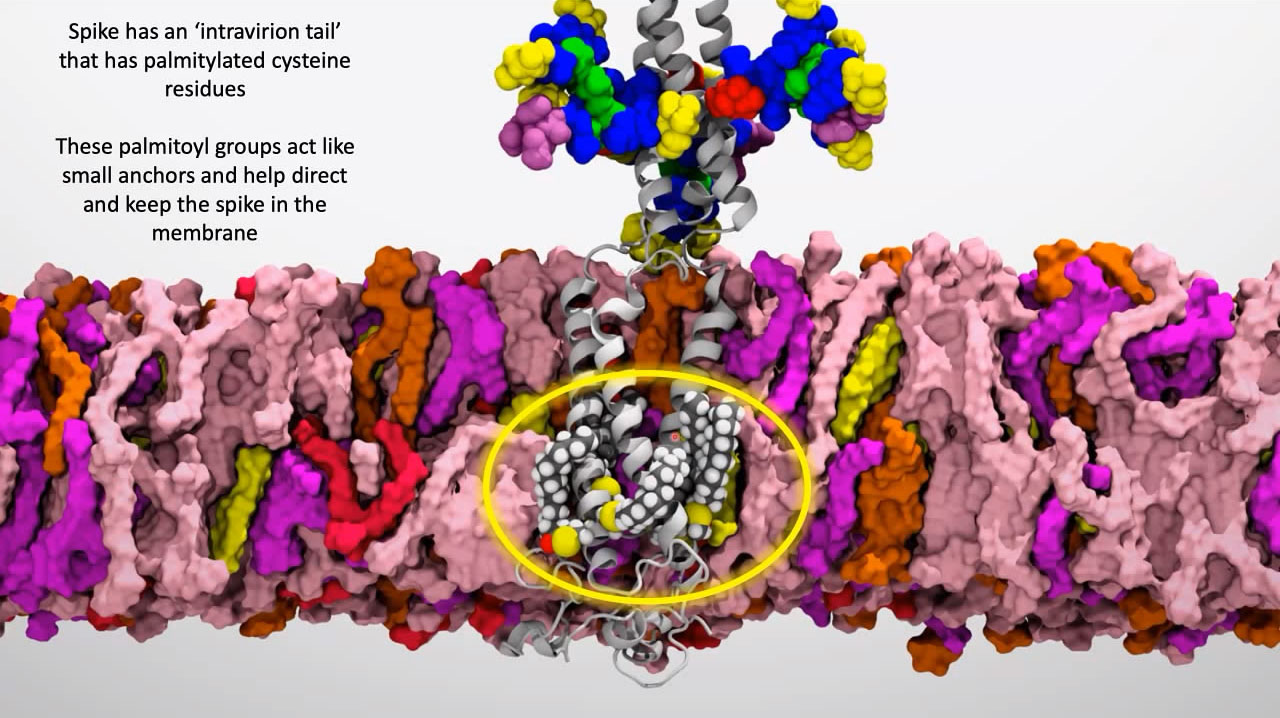 Spike has an ‘intravirion tail’
that has palmitylated cysteine
residues
These palmitoyl groups act like
small anchors and help direct
and keep the spike in the
membrane